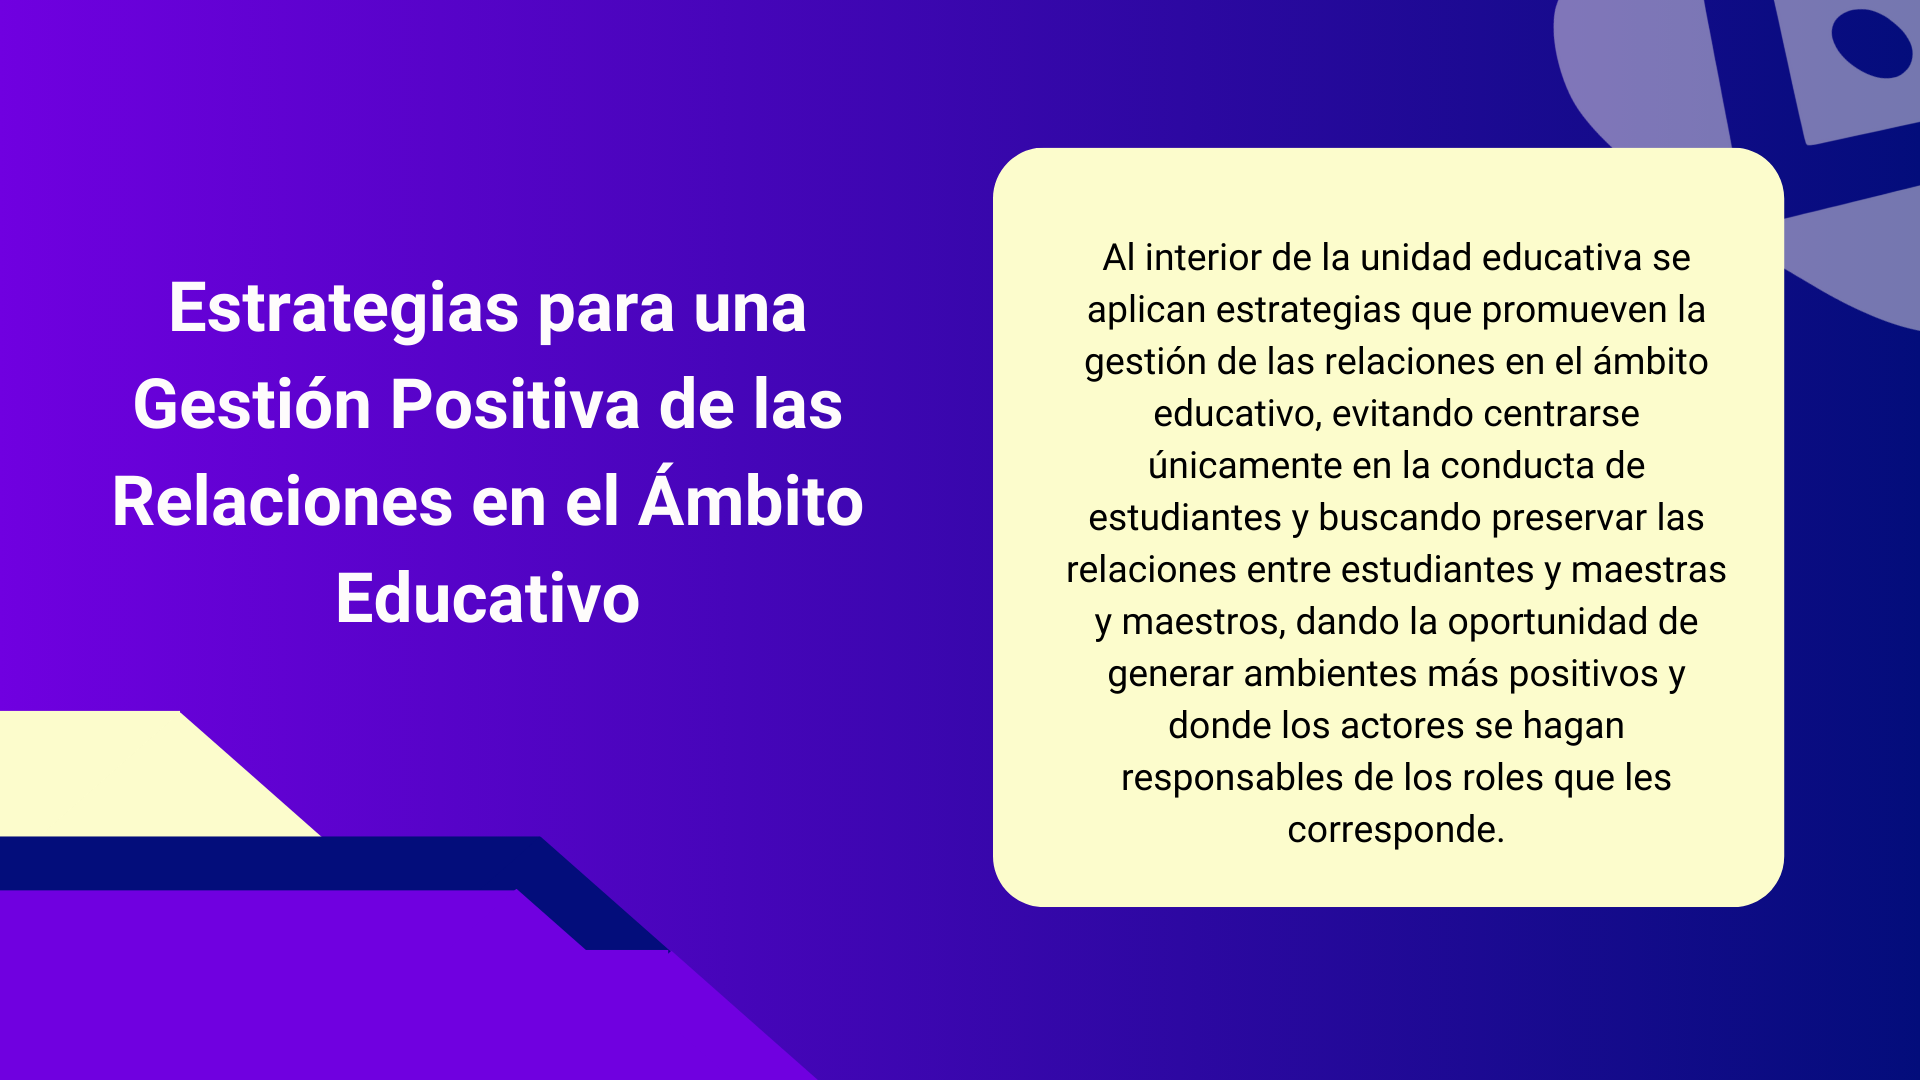 Estrategias para una
Gestión Positiva de las
Relaciones en el Ámbito
Educativo
Al interior de la unidad educativa se
aplican estrategias que promueven la
gestión de las relaciones en el ámbito
educativo, evitando centrarse
únicamente en la conducta de
estudiantes y buscando preservar las
relaciones entre estudiantes y maestras
y maestros, dando la oportunidad de
generar ambientes más positivos y
donde los actores se hagan
responsables de los roles que les
corresponde.